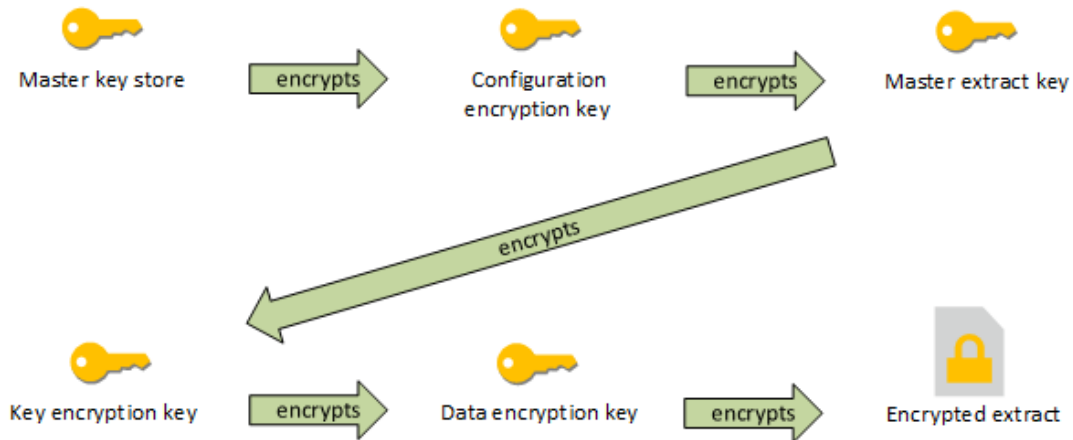 Master key store
encrypts
Configuration
encryption key
encrypts
Master extract key
encrypts
Key encryption key
encrypts
Data encryption key
encrypts
Encrypted extract